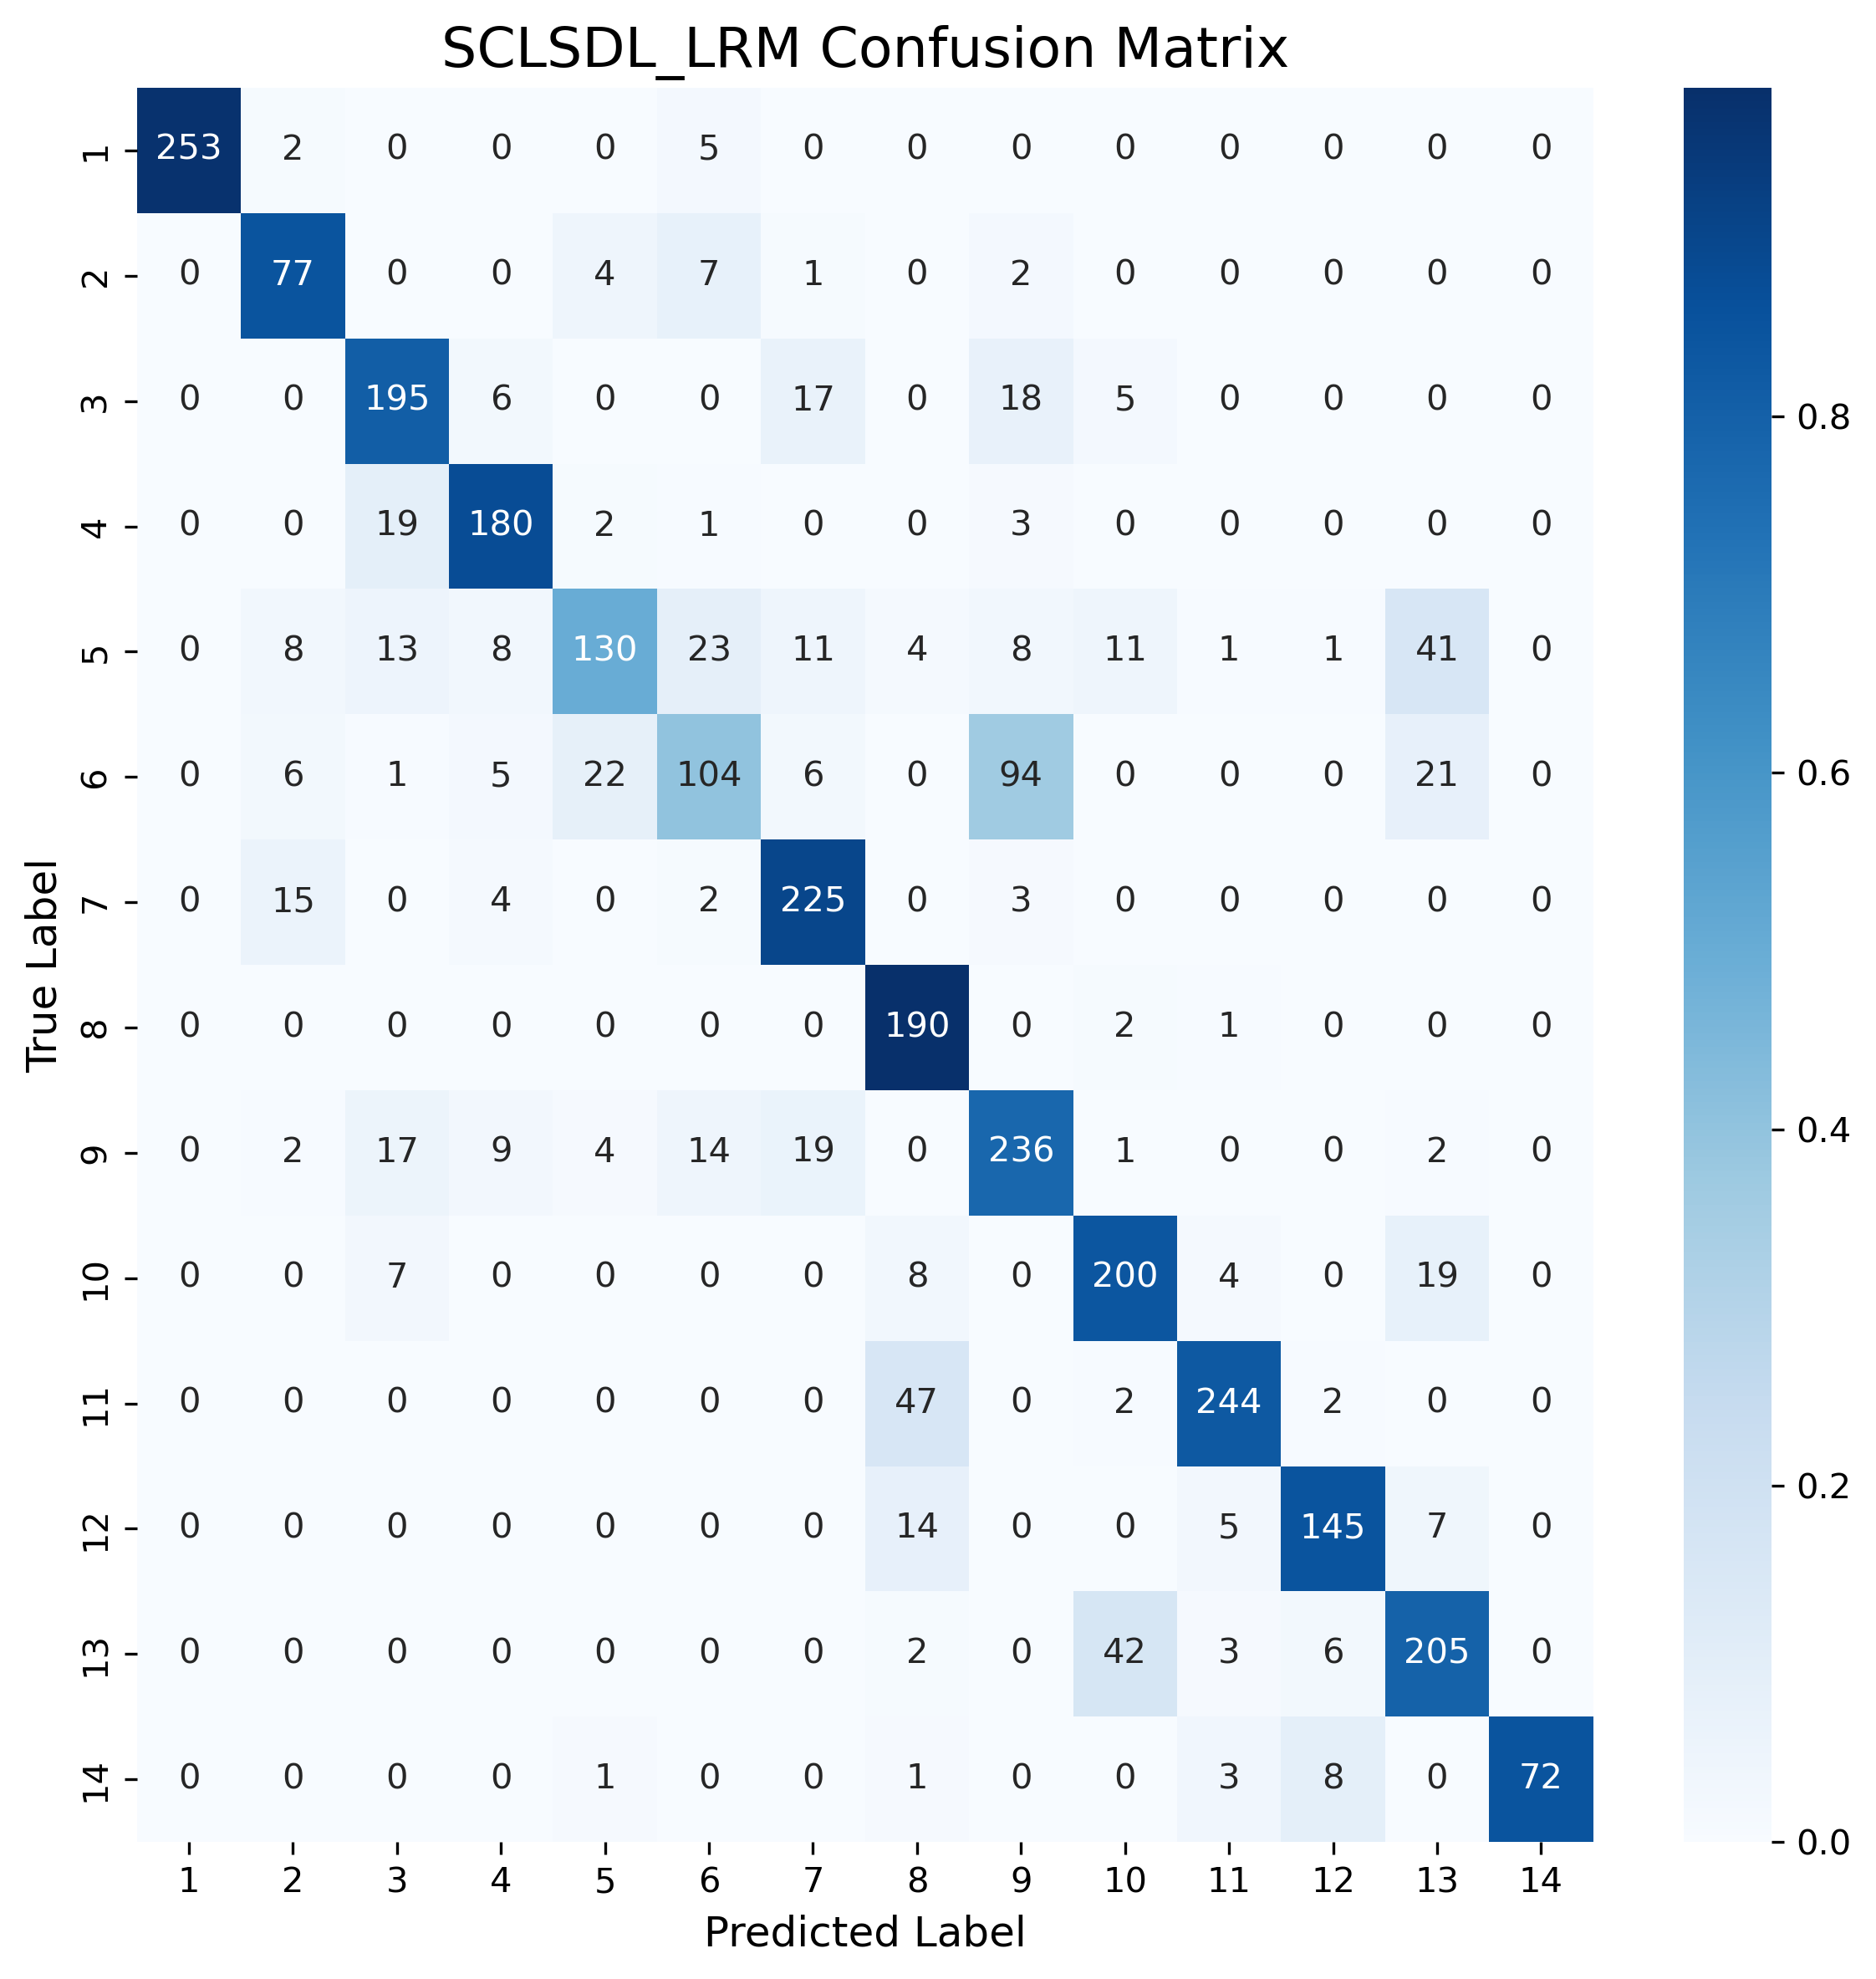 SCLSDL_LRM Confusion Matrix
1 253 2 0 0 0 5 0 0 0 0 0 0 0 0
2 0 77 0 0 4 7 1 0 2 0 0 0 0 0
3 0 0 195 6 0 0 17 0 18 5 0 0 0 0
4 0 0 19 180 2 1 0 0 3 0 0 0 0 0
5 0 8 13 8 130 23 11 4 8 11 1 1 41 0
6 0 6 1 5 22 104 6 0 94 0 0 0 21 0
7 0 15 0 4 0 2 225 0 3 0 0 0 0 0
8 0 0 0 0 0 0 0 190 0 2 1 0 0 0
9 0 2 17 9 4 14 19 0 236 1 0 0 2 0
10 0 0 7 0 0 0 0 8 0 200 4 0 19 0
11 0 0 0 0 0 0 0 47 0 2 244 2 0 0
12 0 0 0 0 0 0 0 14 0 0 5 145 7 0
13 0 0 0 0 0 0 0 2 0 42 3 6 205 0
14 0 0 0 0 1 0 0 1 0 0 3 8 0 72
1 2 3 4 5 6 7 8 9 10 11 12 13 14
Predicted Label
True Label
0.8
0.6
0.4
0.2
0.0